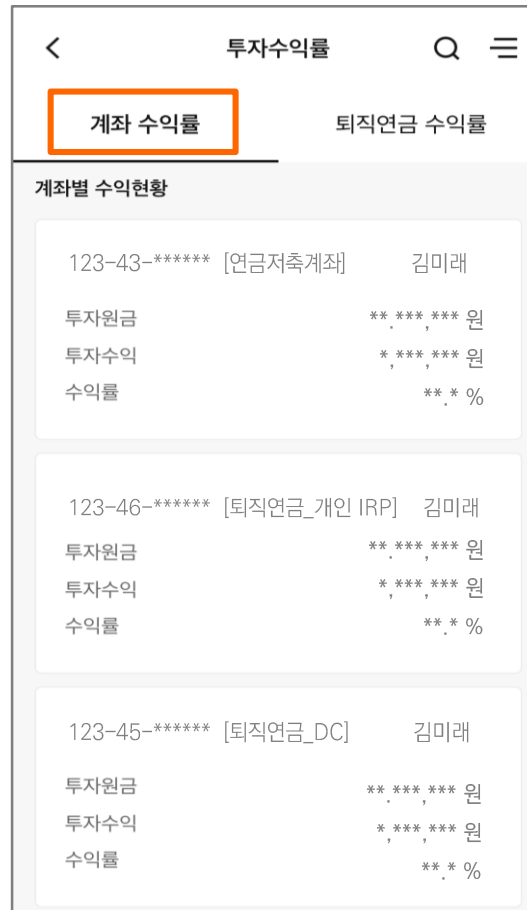 투자수익률
계좌 수익률 퇴직연금 수익률
계좌별 수익현황
123-43-****** [연금저축계좌] 김미래
투자원금 **.***,*** 원
투자수익 *,***,*** 원
수익률 **.* %
123-46-****** [퇴직연금_개인 IRP] 김미래
투자원금 **.***,*** 원
투자수익 *,***,*** 원
수익률 **.* %
123-45-****** [퇴직연금_DC] 김미래
투자원금 **.***,*** 원
투자수익 *,***,*** 원
수익률 **.* %